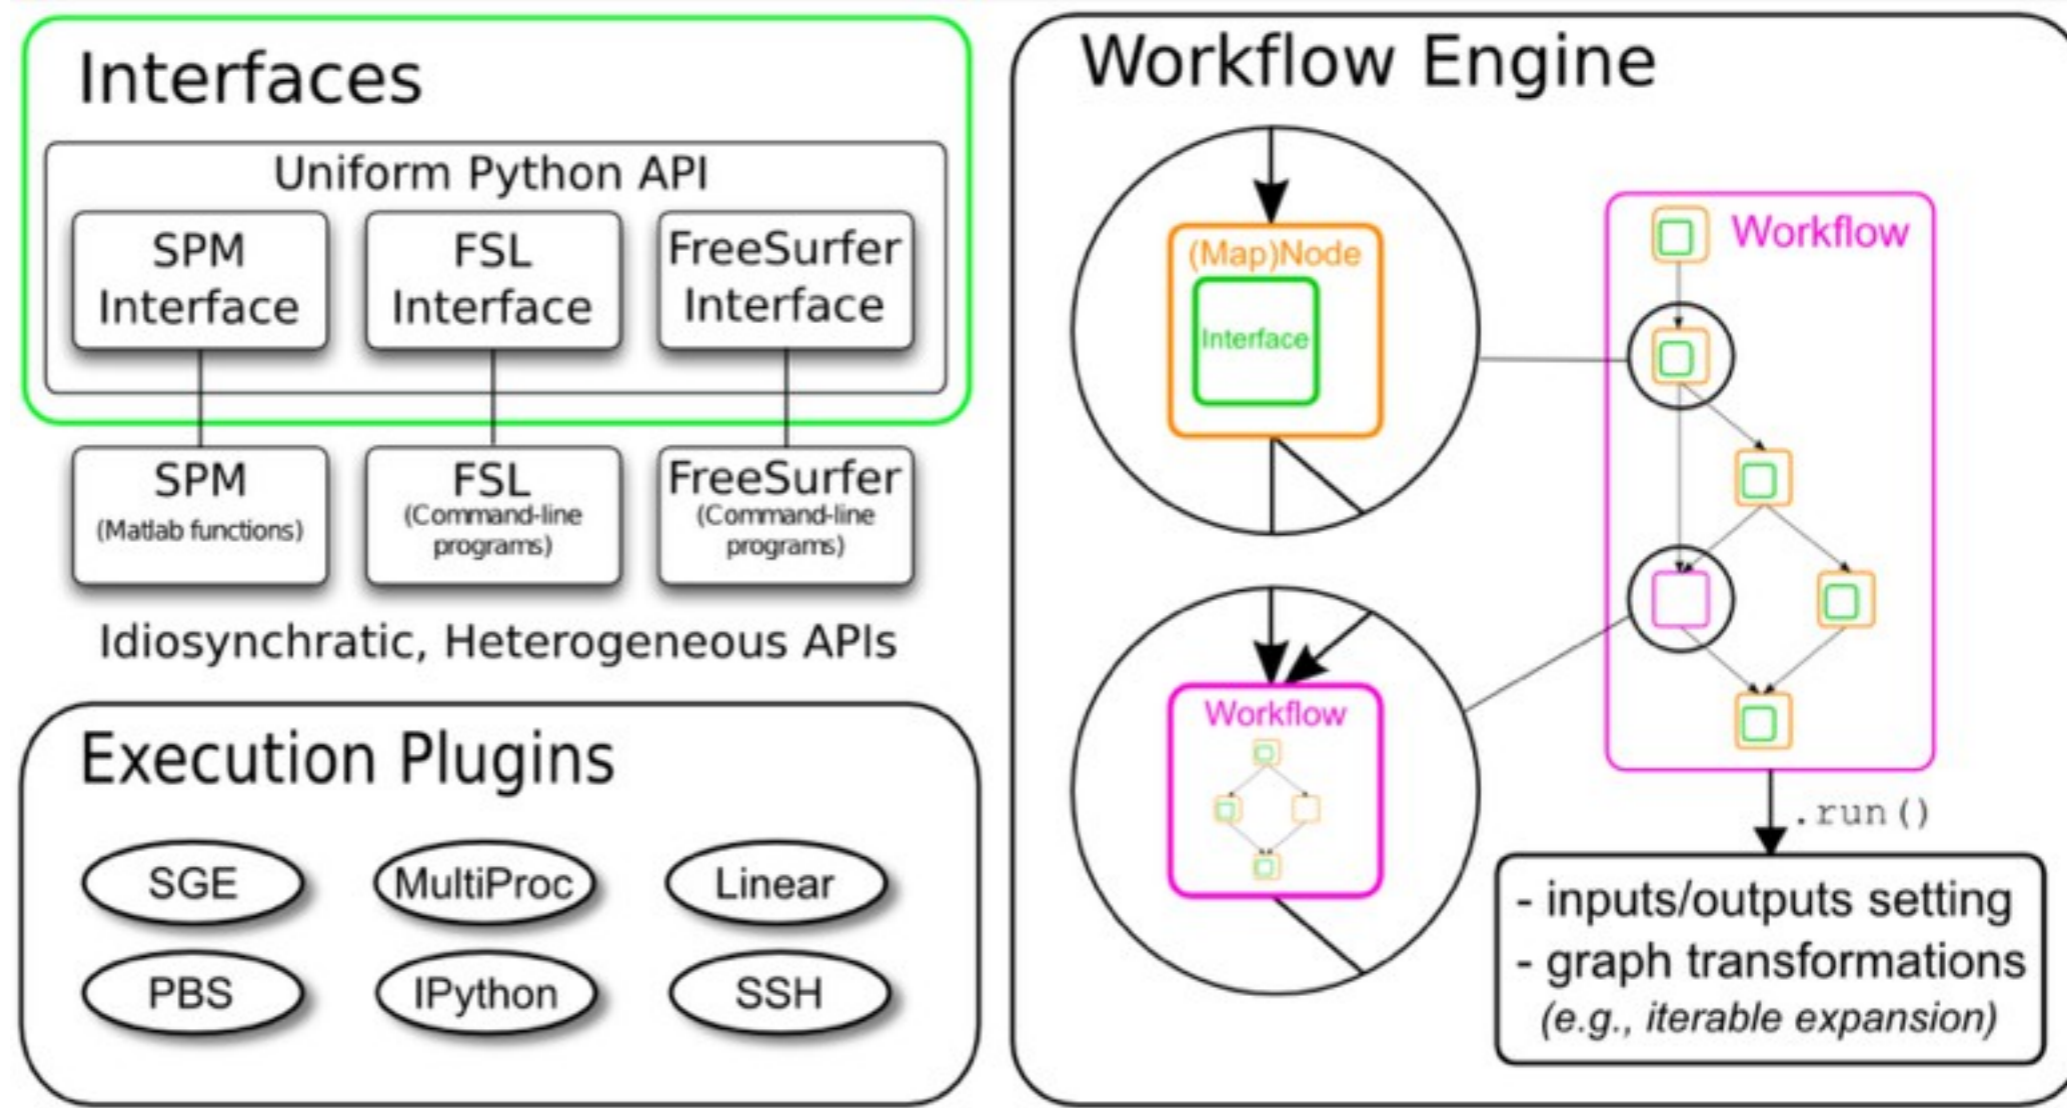 Interfaces
Uniform Python API
SPM
Interface
FSL
Interface
FreeSurfer
Interface
SPM
(Matlab functions)
FSL
(Command-line
programs)
FreeSurfer
(Command-line
programs)
Idiosynchratic, Heterogeneous APIs
Execution Plugins
SGE
MultiProc
Linear
PBS
IPython
SSH
Workflow Engine
(Map)Node
Interface
Workflow
Workflow
.run()
- inputs/outputs setting
- graph transformations
(e.g., iterable expansion)